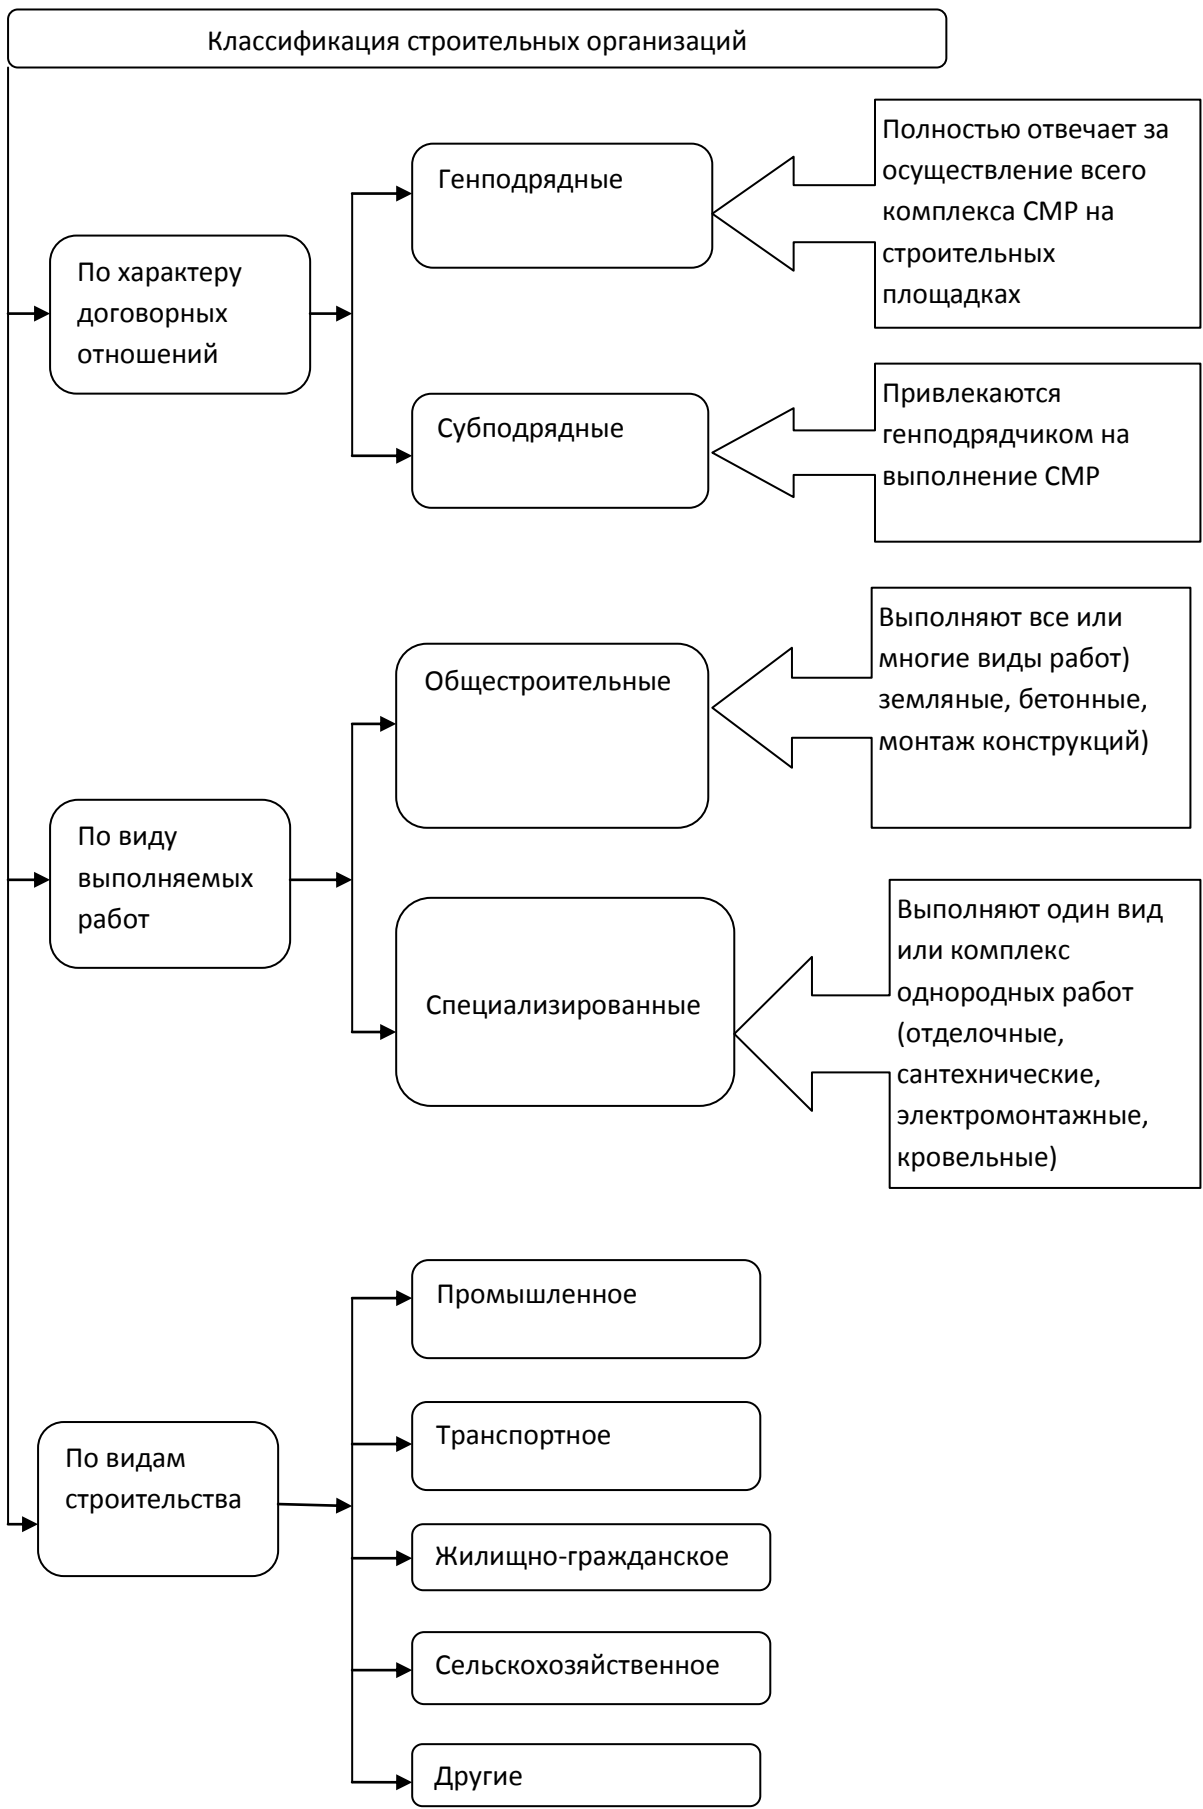 Классификация строительных организаций
По характеру
договорных
отношений
Генподрядные
Полностью отвечает за
осуществление всего
комплекса СМР на
строительных
площадках
Субподрядные
Привлекаются
генподрядчиком на
выполнение СМР
По виду
выполняемых
работ
Общестроительные
Выполняют все или
многие виды работ)
земляные, бетонные,
монтаж конструкций)
Специализированные
Выполняют один вид
или комплекс
однородных работ
(отделочные,
сантехнические,
электромонтажные,
кровельные)
По видам
строительства
Промышленное
Транспортное
Жилищно-гражданское
Сельскохозяйственное
Другие